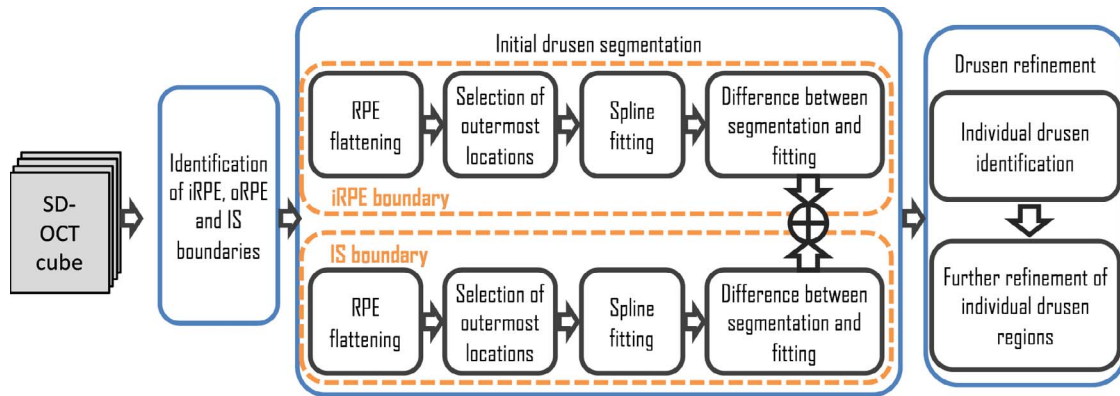 SD-
OCT
cube
Identification
of iRPE, oRPE
and IS
boundaries
Initial drusen segmentation
RPE
flattening
Selection of
outermost
locations
Spline
fitting
Difference between
segmentation and
fitting
iRPE boundary
IS boundary
RPE
flattening
Selection of
outermost
locations
Spline
fitting
Difference between
segmentation and
fitting
Drusen refinement
Individual drusen
identification
Further refinement of
individual drusen
regions